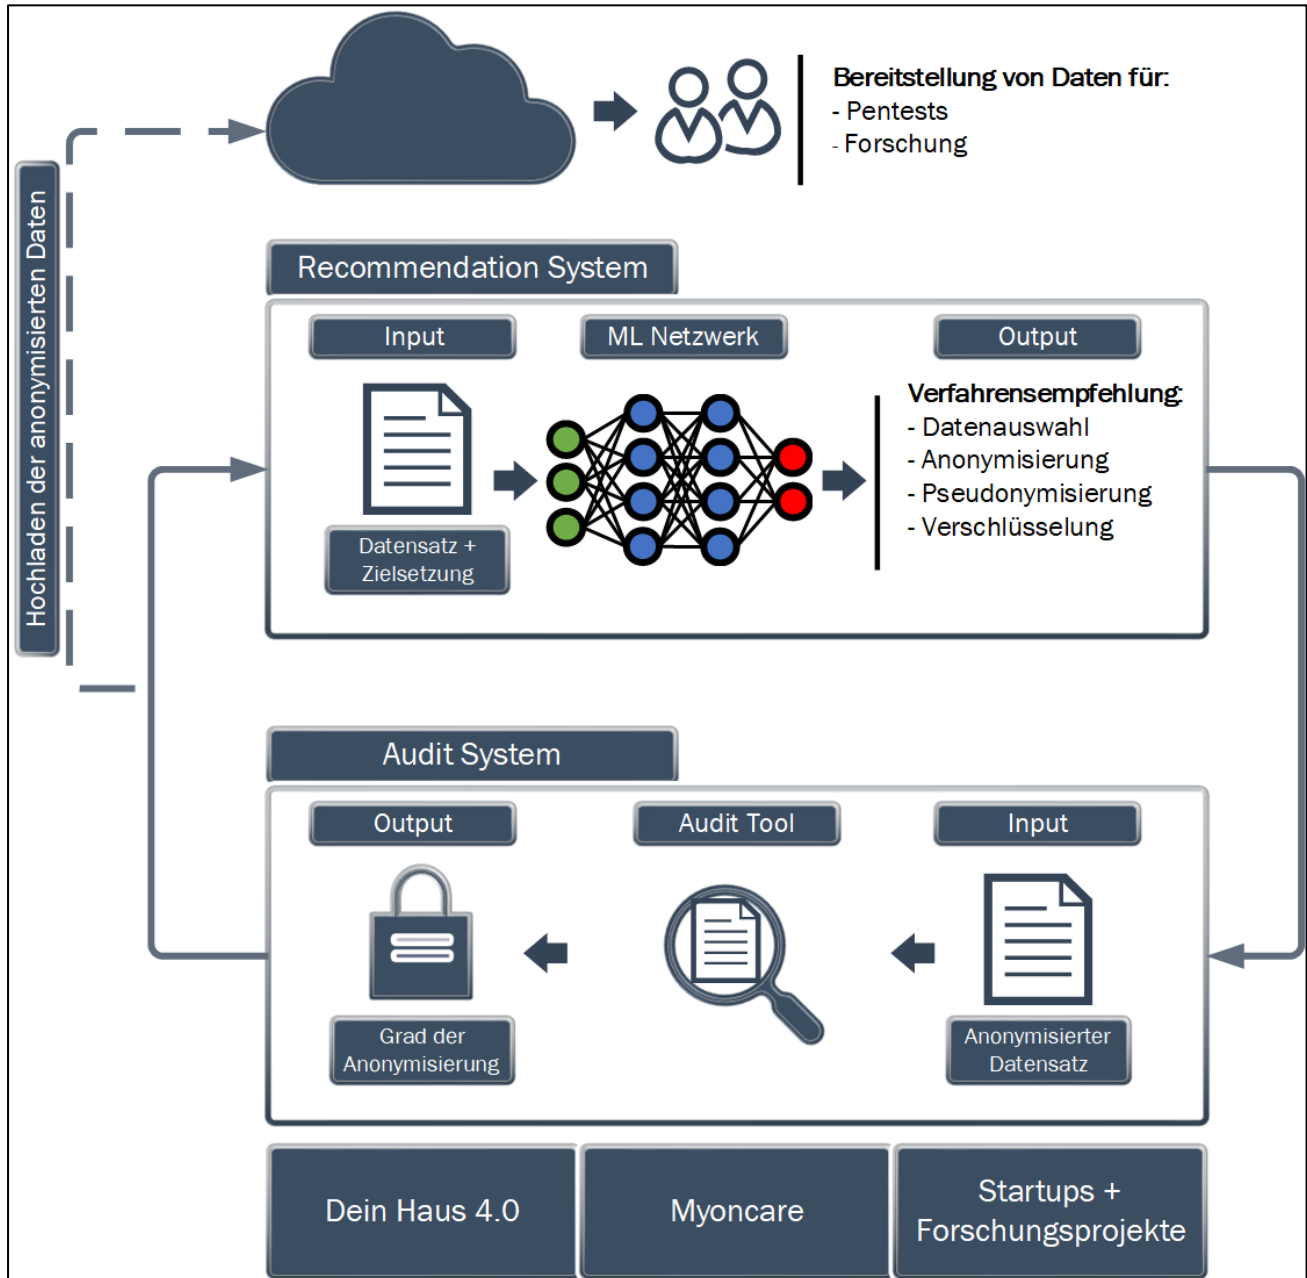 Bereitstellung von Daten für:
- Pentests
- Forschung
Hochladen der anonymisierten Daten
Recommendation System
Input
ML Netzwerk
Output
Datensatz +
Zielsetzung
Verfahrensempfehlung:
- Datenauswahl
- Anonymisierung
- Pseudonymisierung
- Verschlüsselung
Audit System
Output
Audit Tool
Input
Grad der
Anonymisierung
Anonymisierter
Datensatz
Dein Haus 4.0
Myoncare
Startups +
Forschungsprojekte